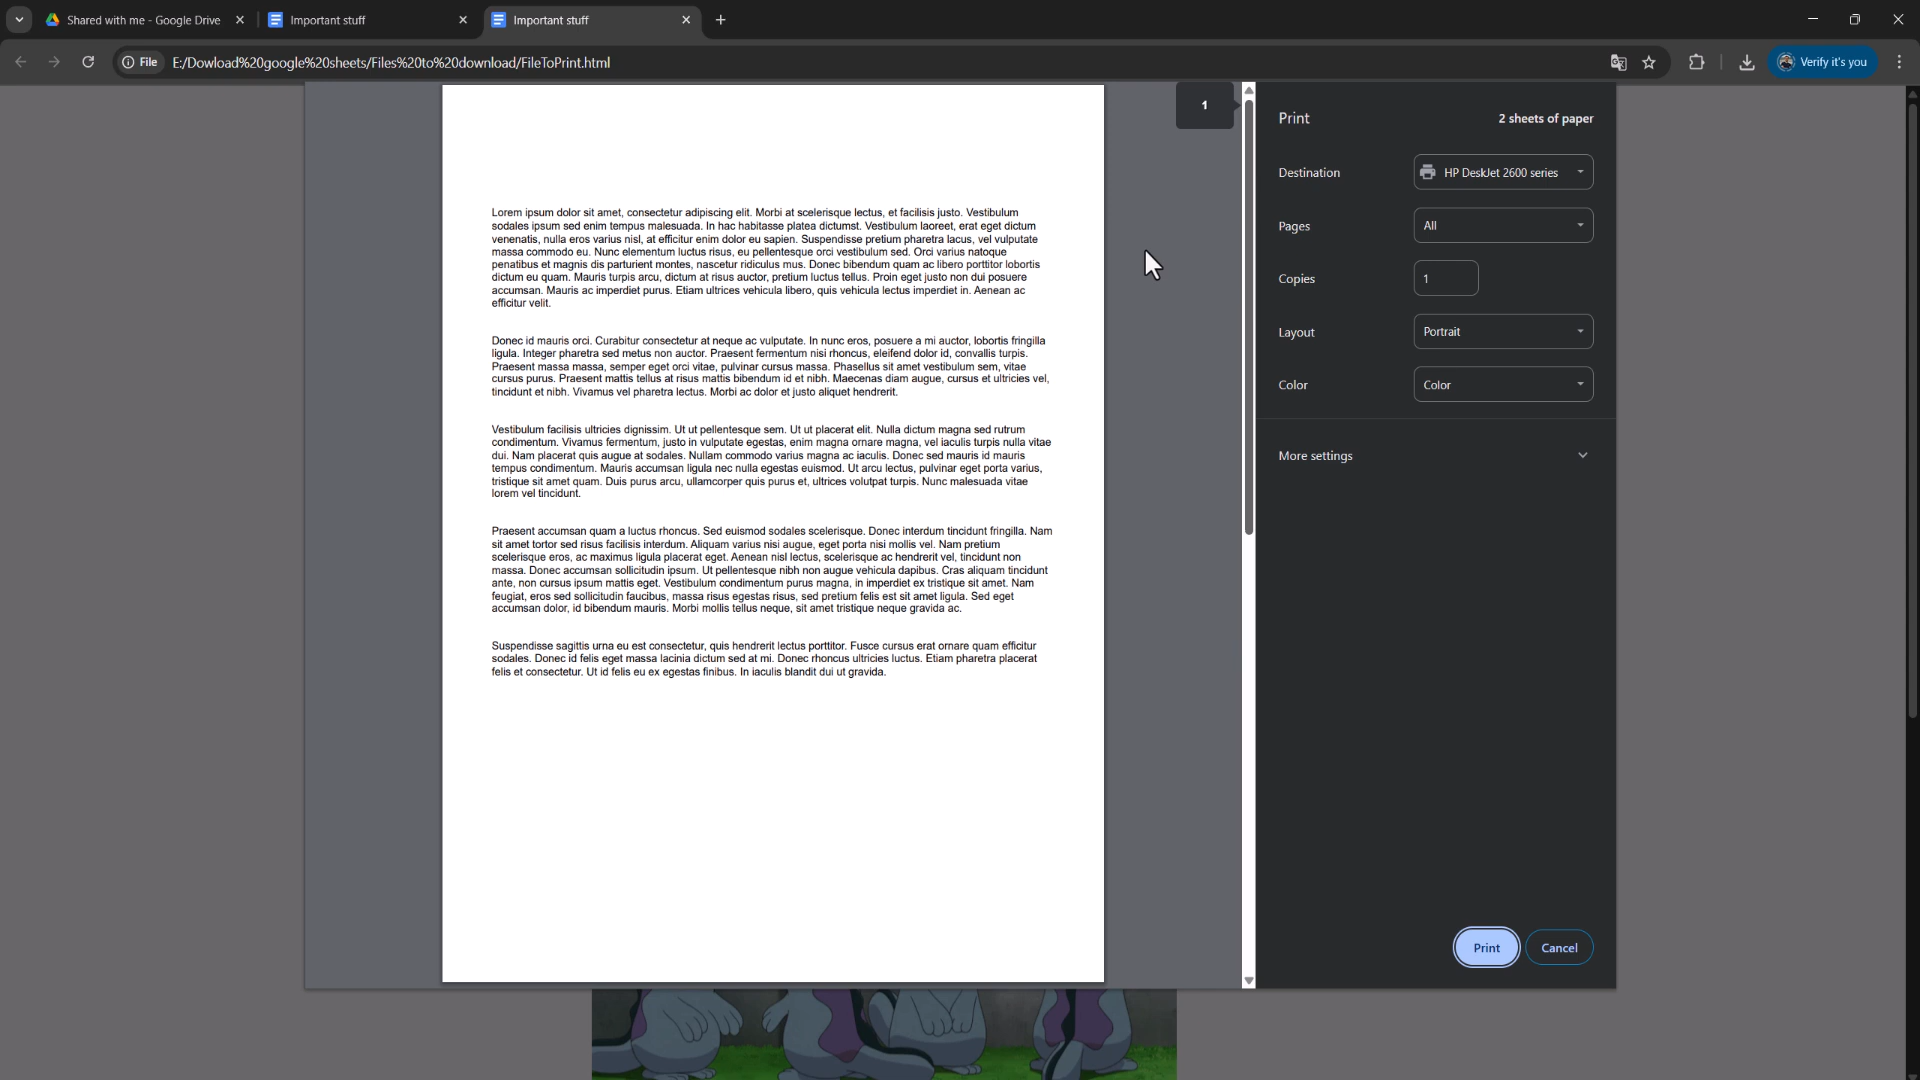 Shared with me - Google Drive
Important stuff
Important stuff
File
E:/Dowload%20google%20sheets/Files%20to%20download/FileToPrint.html
Verify it's you
1
Lorem ipsum dolor sit amet, consectetur adipiscing elit. Morbi at scelerisque lectus, et facilisis justo. Vestibulum
sodales ipsum sed enim tempus malesuada. In hac habitasse platea dictumst. Vestibulum laoreet, erat eget dictum
venenatis, nulla eros varius nisl, at efficitur enim dolor eu sapien. Suspendisse pretium pharetra lacus, vel vulputate
massa commodo eu. Nunc elementum luctus risus, eu pellentesque orci vestibulum sed. Orci varius natoque
penatibus et magnis dis parturient montes, nascetur ridiculus mus. Donec bibendum quam ac libero porttitor lobortis
dictum eu quam. Mauris turpis arcu, dictum at risus auctor, pretium luctus tellus. Proin eget justo non dui posuere
accumsan. Mauris ac imperdiet purus. Etiam ultrices vehicula libero, quis vehicula lectus imperdiet in. Aenean ac
efficitur velit.
Donec id mauris orci. Curabitur consectetur at neque ac vulputate. In nunc eros, posuere a mi auctor, lobortis fringilla
ligula. Integer pharetra sed metus non auctor. Praesent fermentum nisi rhoncus, eleifend dolor id, convallis turpis.
Praesent massa massa, semper eget orci vitae, pulvinar cursus massa. Phasellus sit amet vestibulum sem, vitae
cursus purus. Praesent mattis tellus at risus mattis bibendum id et nibh. Maecenas diam augue, cursus et ultricies vel,
tincidunt et nibh. Vivamus vel pharetra lectus. Morbi ac dolor et justo aliquet hendrerit.
Vestibulum facilisis ultricies dignissim. Ut ut pellentesque sem. Ut ut placerat elit. Nulla dictum magna sed rutrum
condimentum. Vivamus fermentum, justo in vulputate egestas, enim magna ornare magna, vel iaculis turpis nulla vitae
dui. Nam placerat quis augue at sodales. Nullam commodo varius magna ac iaculis. Donec sed mauris id mauris
tempus condimentum. Mauris accumsan ligula nec nulla egestas euismod. Ut arcu lectus, pulvinar eget porta varius,
tristique sit amet quam. Duis purus arcu, ullamcorper quis purus et, ultrices volutpat turpis. Nunc malesuada vitae
lorem vel tincidunt.
Praesent accumsan quam a luctus rhoncus. Sed euismod sodales scelerisque. Donec interdum tincidunt fringilla. Nam
sit amet tortor sed risus facilisis interdum. Aliquam varius nisi augue, eget porta nisi mollis vel. Nam pretium
scelerisque eros, ac maximus ligula placerat eget. Aenean nisl lectus, scelerisque ac hendrerit vel, tincidunt non
massa. Donec accumsan sollicitudin ipsum. Ut pellentesque nibh non augue vehicula dapibus. Cras aliquam tincidunt
ante, non cursus ipsum mattis eget. Vestibulum condimentum purus magna, in imperdiet ex tristique sit amet. Nam
feugiat, eros sed sollicitudin faucibus, massa risus egestas risus, sed pretium felis est sit amet ligula. Sed eget
accumsan dolor, id bibendum mauris. Morbi mollis tellus neque, sit amet tristique neque gravida ac.
Suspendisse sagittis urna eu est consectetur, quis hendrerit lectus porttitor. Fusce cursus erat ornare quam efficitur
sodales. Donec id felis eget massa lacinia dictum sed at mi. Donec rhoncus ultricies luctus. Etiam pharetra placerat
felis et consectetur. Ut id felis eu ex egestas finibus. In iaculis blandit dui ut gravida.
Print
2 sheets of paper
Destination
HP DeskJet 2600 series
Pages
All
Copies
1
Layout
Portrait
Color
Color
More settings
Print
Cancel